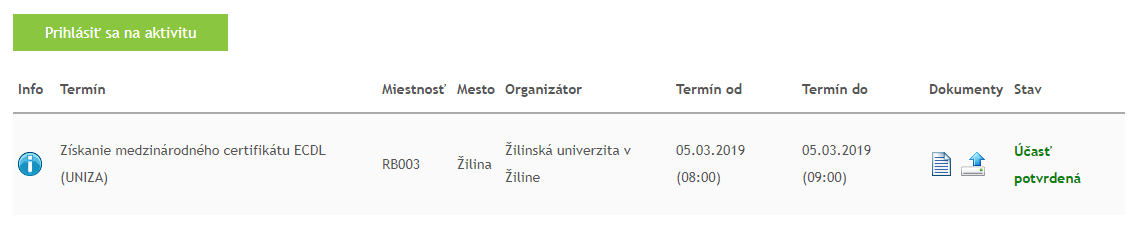 Prihlásiť sa na aktivitu
Info Termín Miestnosť Mesto Organizátor Termín od Termín do Dokumenty Stav
Získanie medzinárodného certifikátu ECDL (UNIZA) RB003 Žilina Žilinská univerzita v Žiline 05.03.2019 (08:00) 05.03.2019 (09:00) Účasť potvrdená